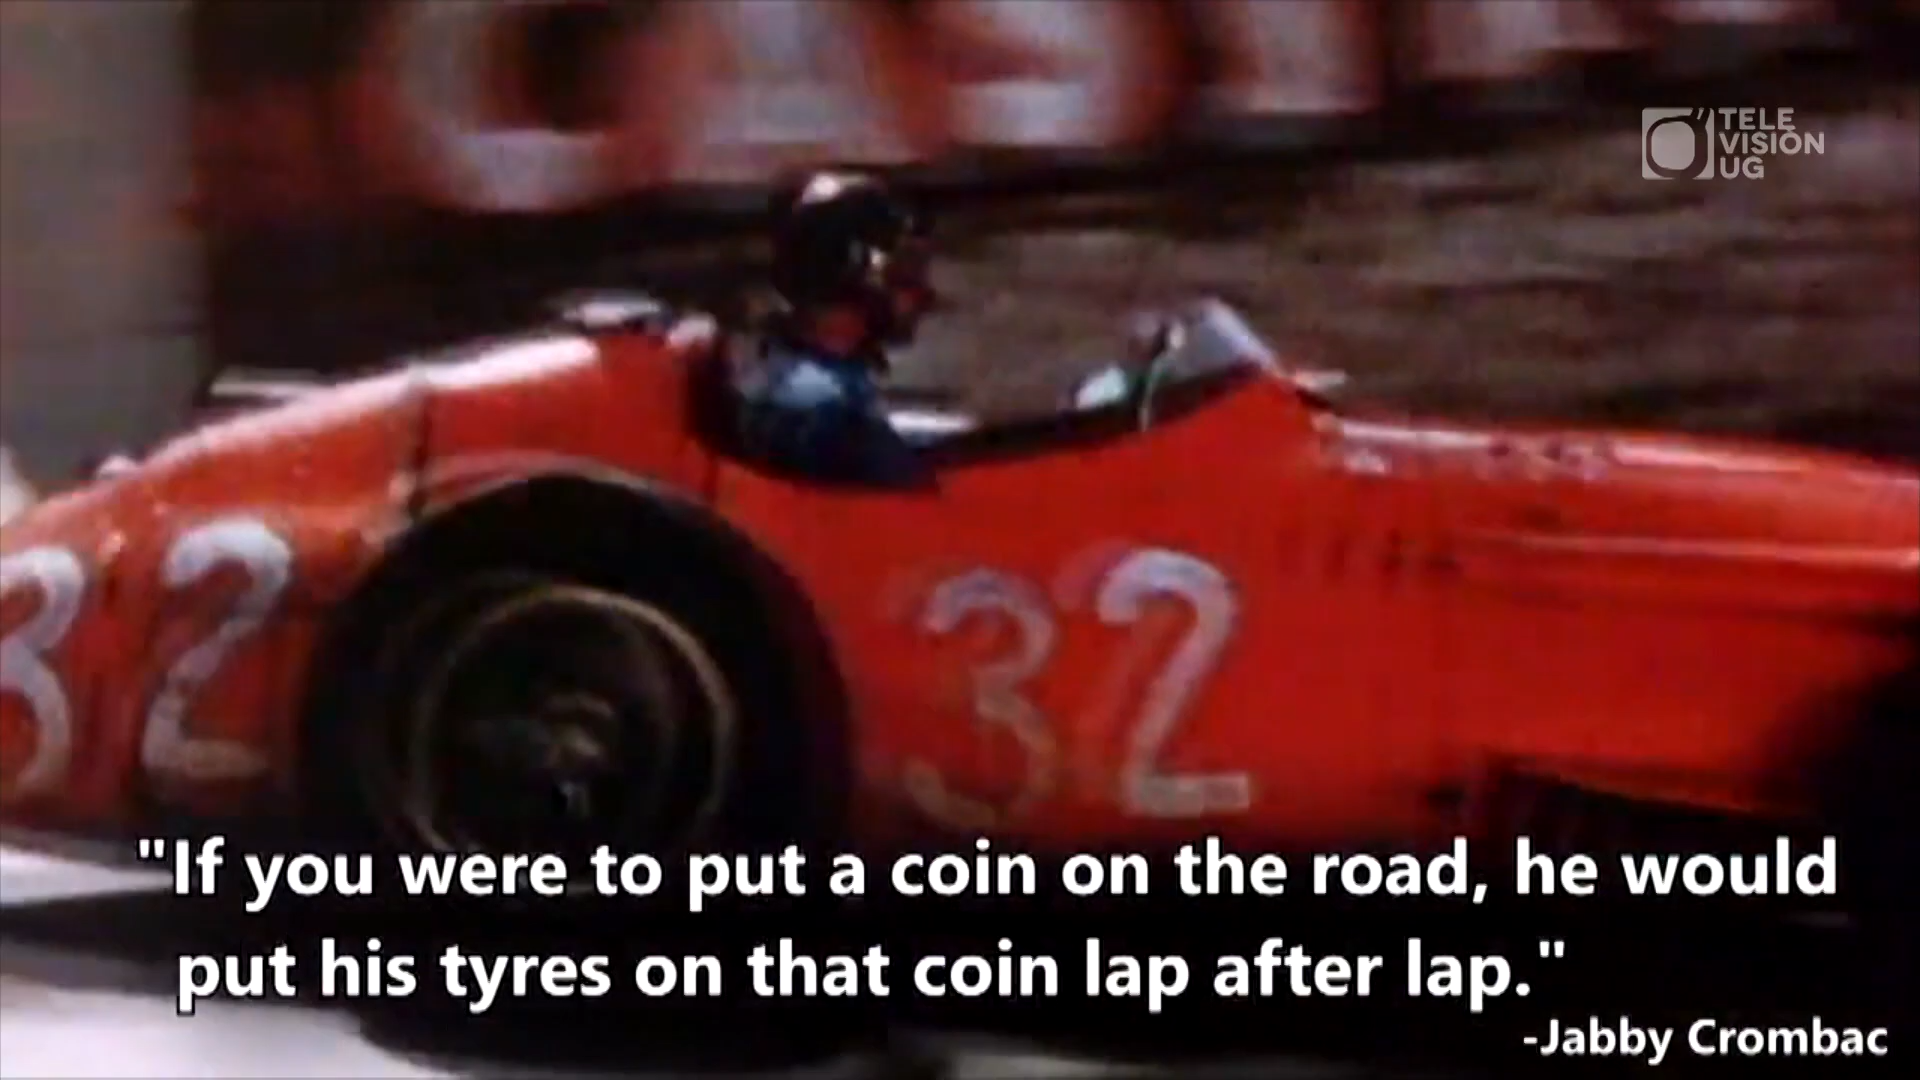 TELE
VISION
UG
32
32
"If you were to put a coin on the road, he would
put his tyres on that coin lap after lap."
-Jabby Crombac